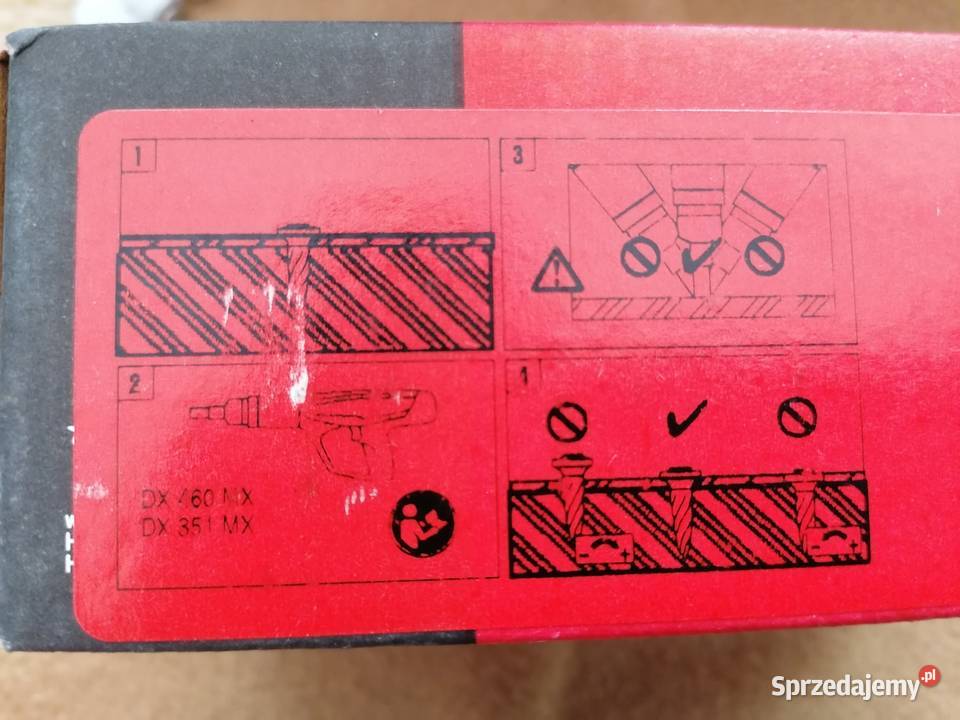 1
3
2
DX 460 MX
DX 351 MX
1
- +
- +
Sprzedajemy.pl